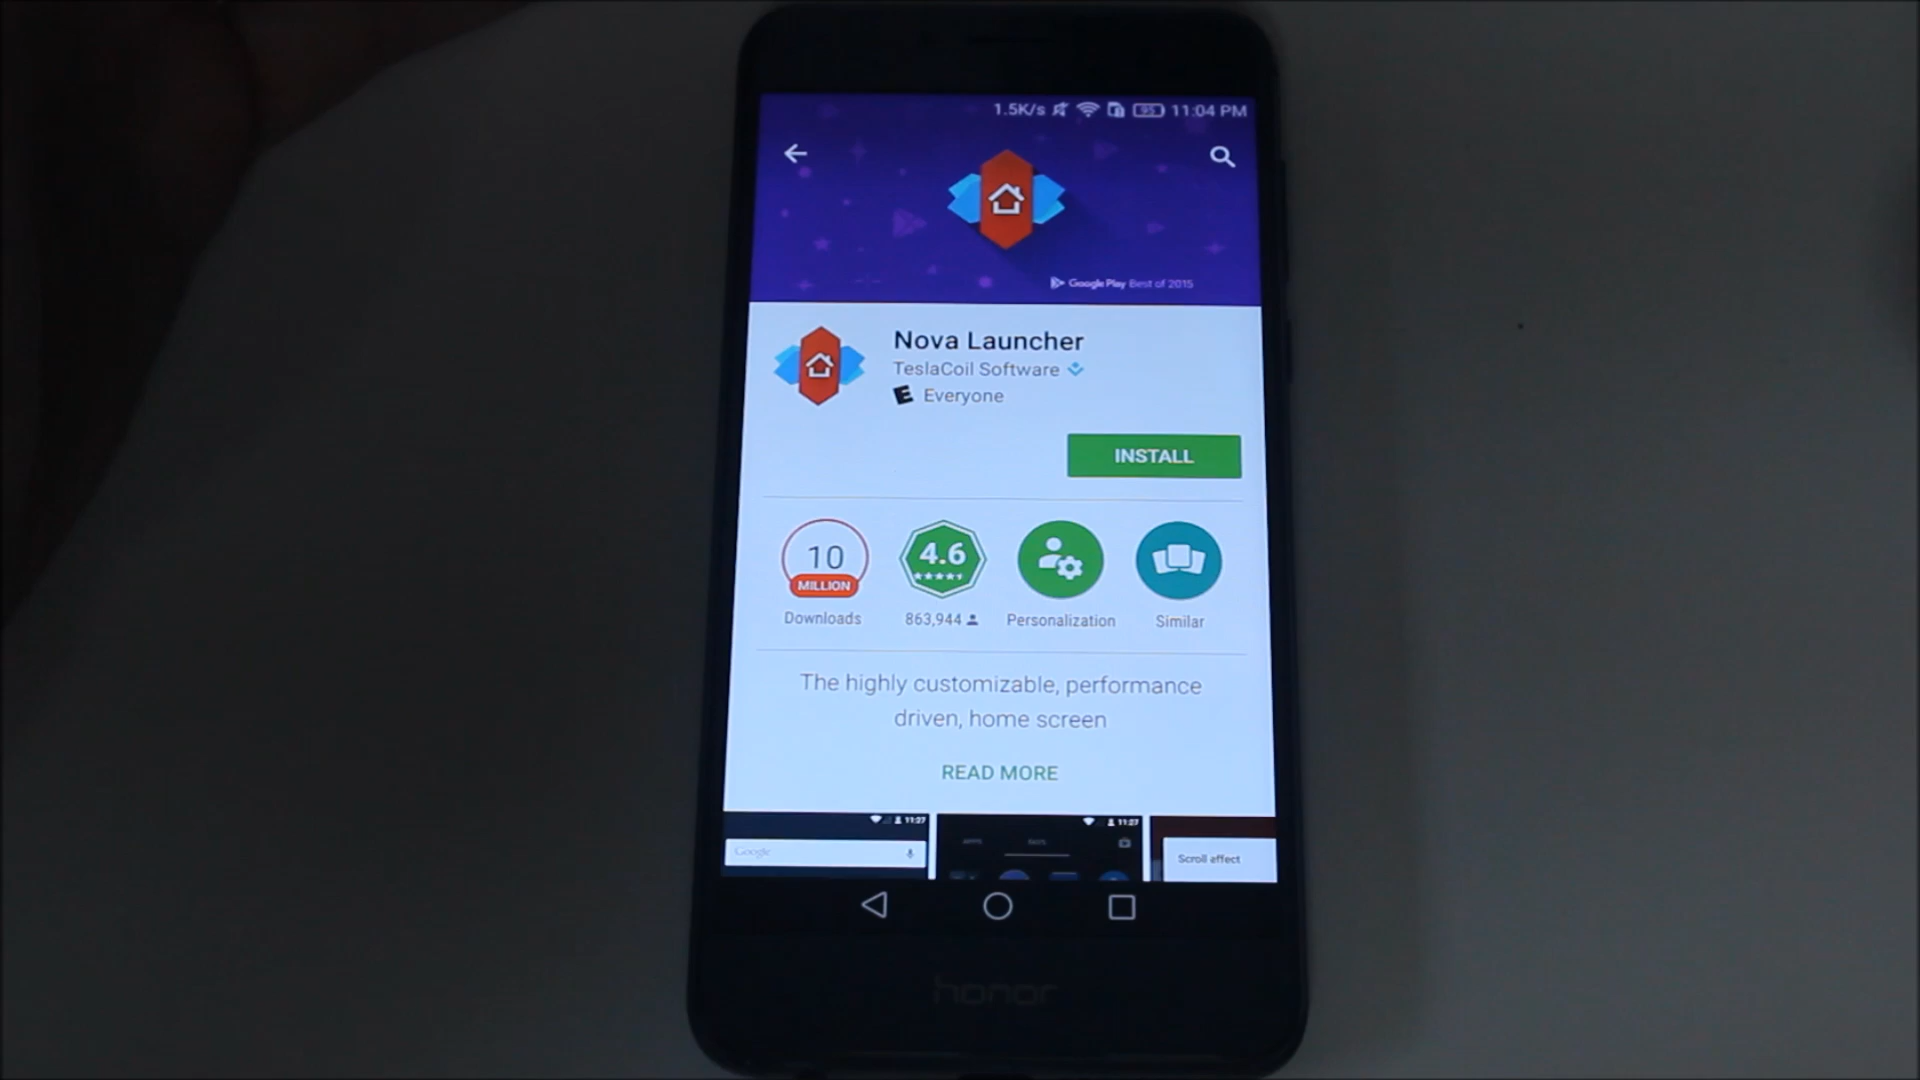 1.5K/s 95 11:04 PM
Google Play Best of 2015
Nova Launcher
TeslaCoil Software
E Everyone
INSTALL
10
MILLION
Downloads
4.6
863,944
Personalization
Similar
The highly customizable, performance
driven, home screen
READ MORE
11:27
Google
11:27
APPS
Scroll effect
honor